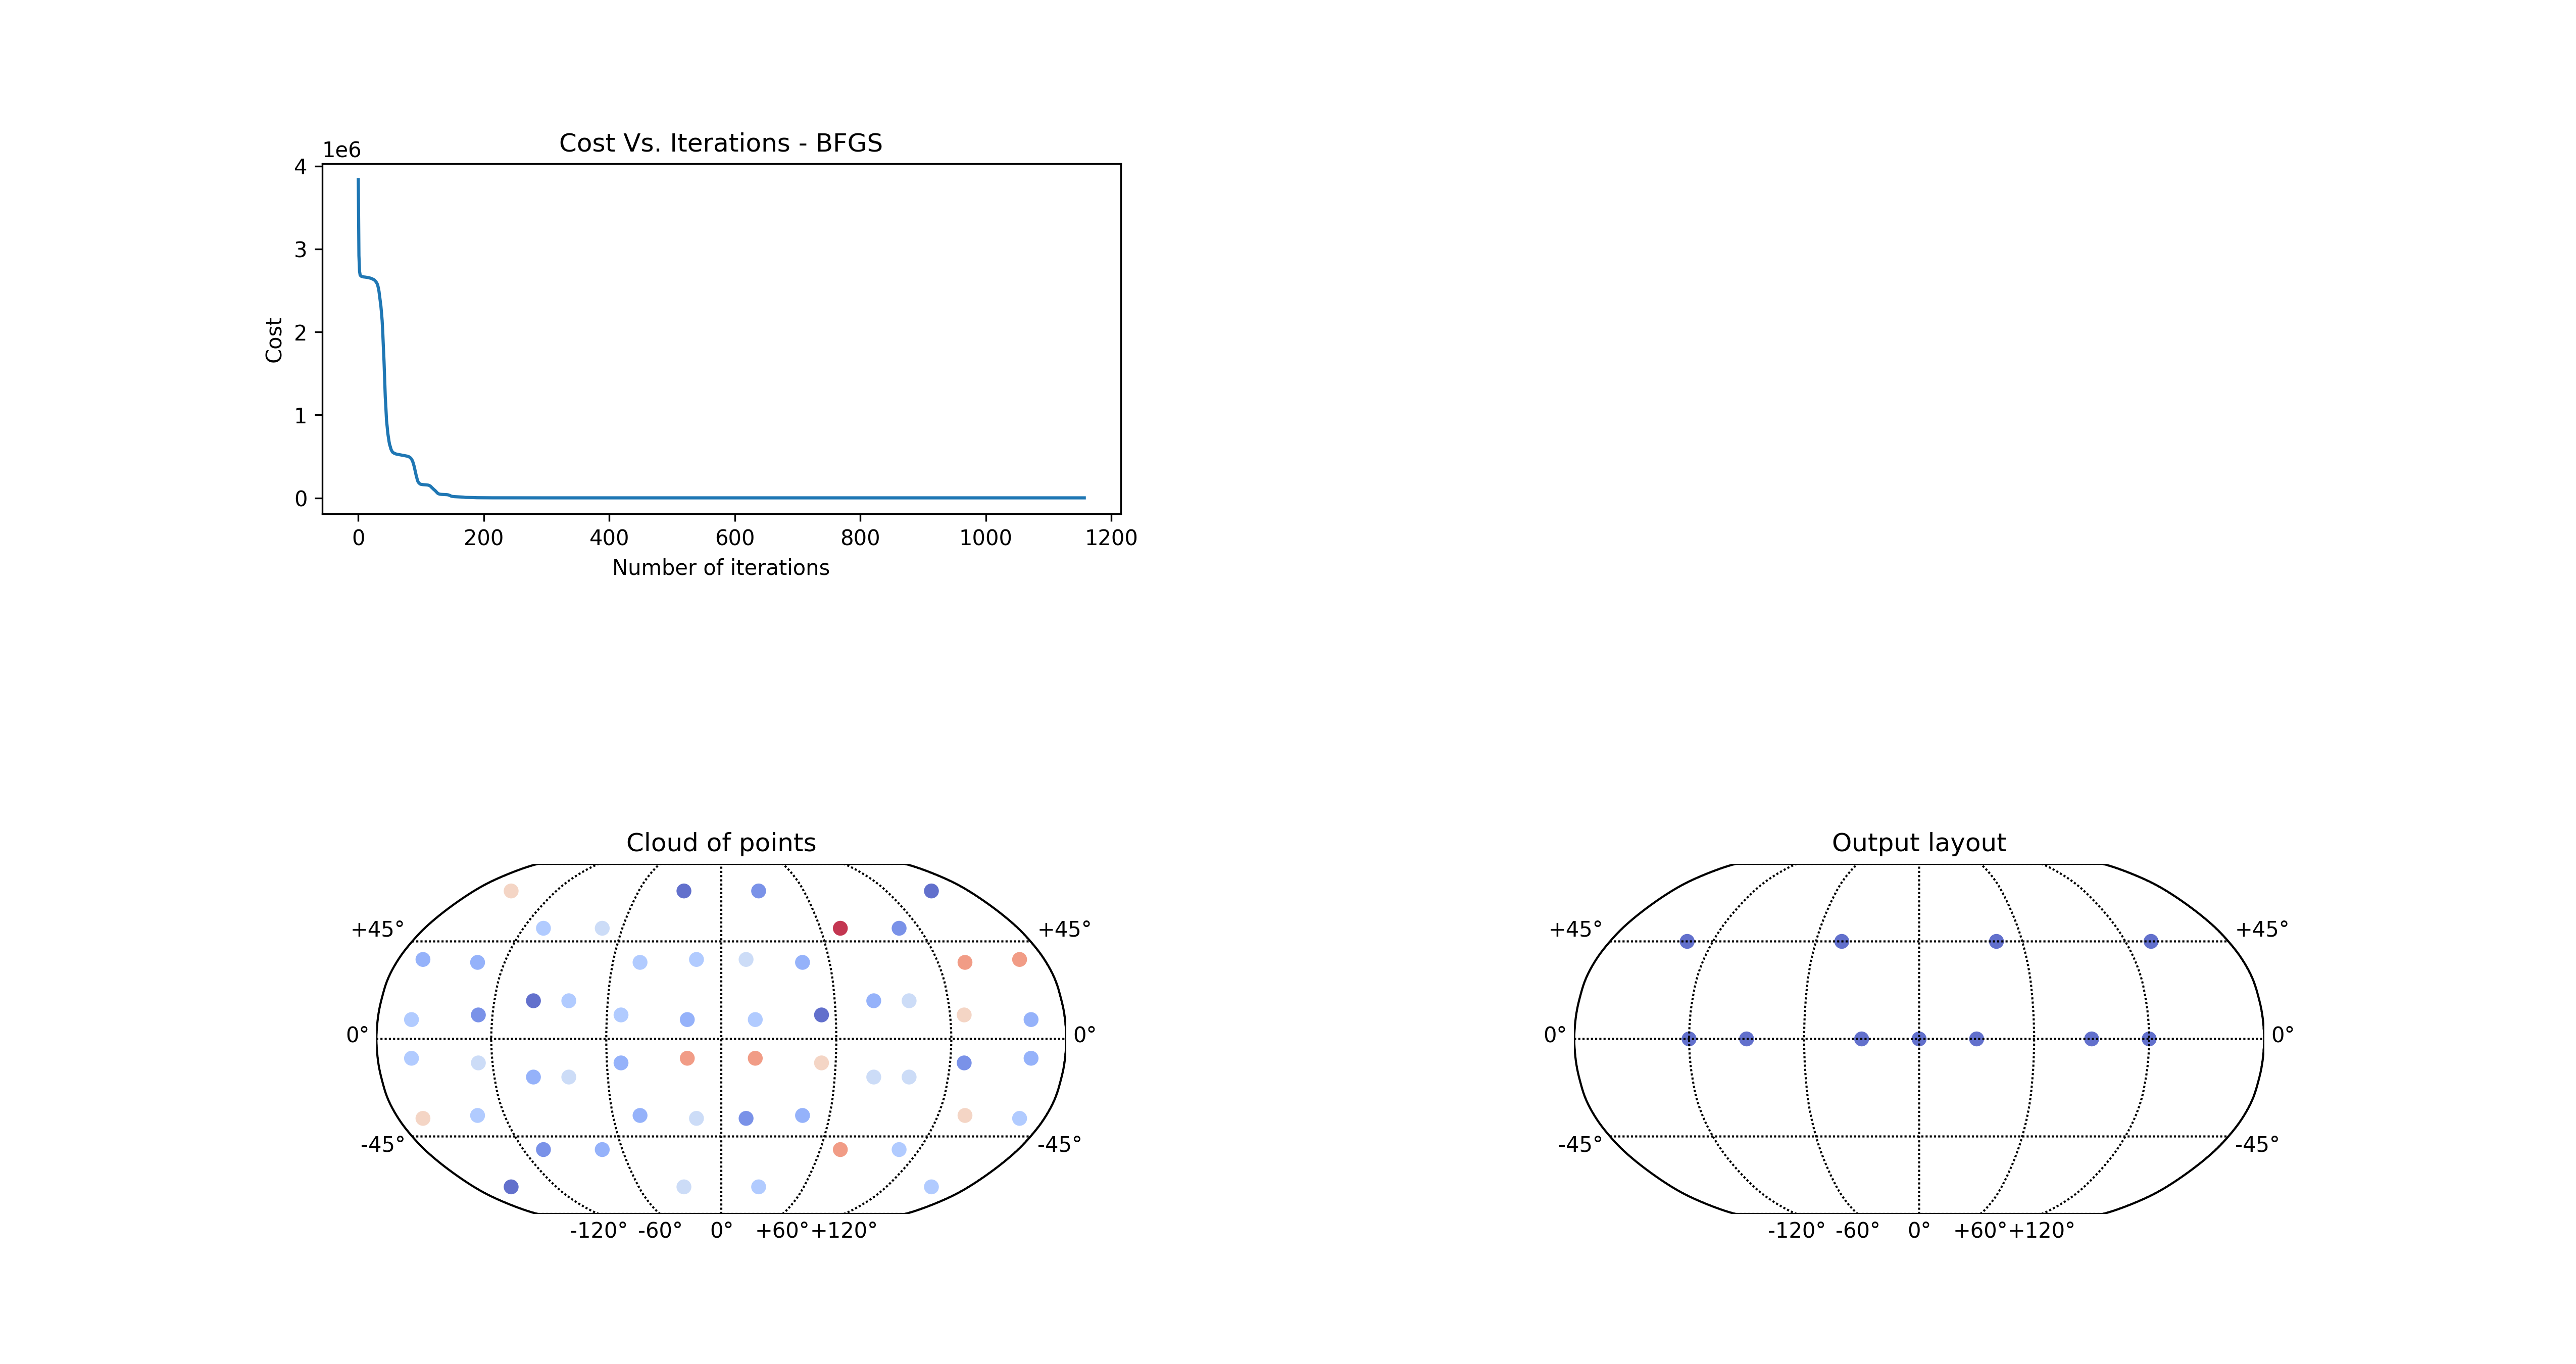 Cost Vs. Iterations - BFGS
1e6
4
3
2
1
0
Cost
0 200 400 600 800 1000 1200
Number of iterations
Cloud of points
+45° +45°
0° 0°
-45° -45°
-120° -60° 0° +60° +120°
Output layout
+45° +45°
0° 0°
-45° -45°
-120° -60° 0° +60° +120°